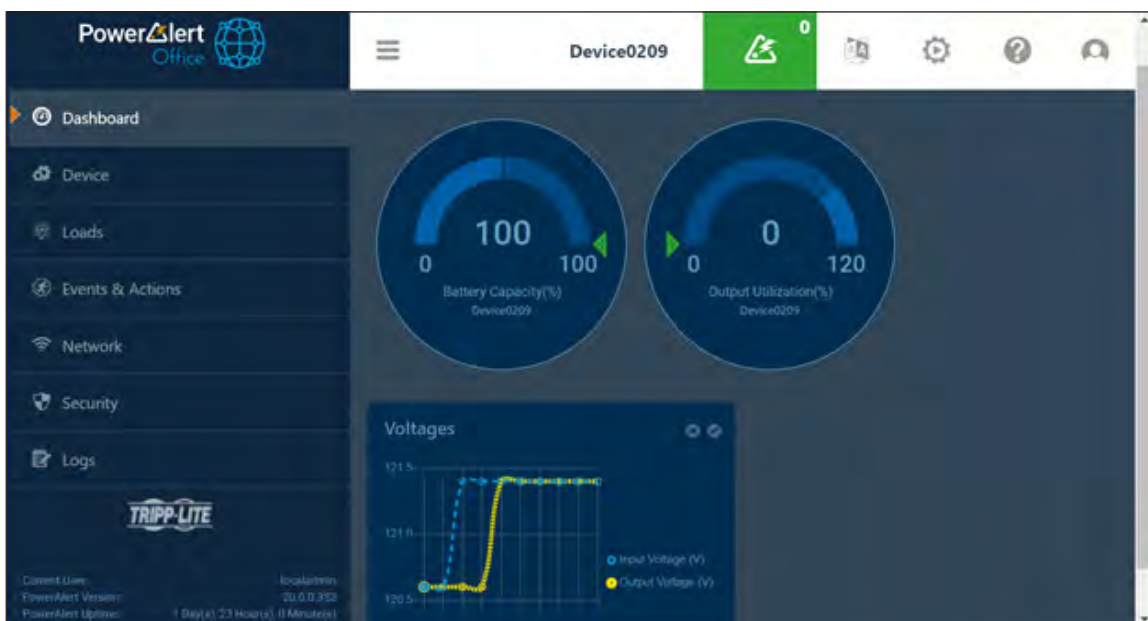 PowerAlert
Office
Device0209
0
Dashboard
Device
Loads
Events & Actions
Network
Security
Logs
TRIPP-LITE
Current User: localadmin
PowerAlert Version: 20.0.0.353
PowerAlert Uptime: 1 Day(s) 23 Hour(s) 0 Minute(s)
100
0 100
Battery Capacity(%)
Device0209
0
0 120
Output Utilization(%)
Device0209
Voltages
121.5
121.0
120.5
Input Voltage (V)
Output Voltage (V)